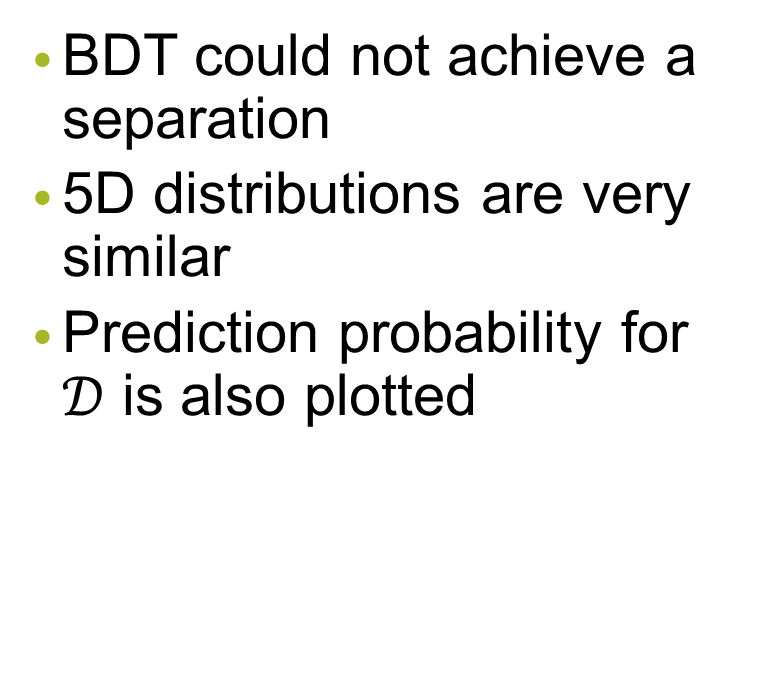 • BDT could not achieve a
separation
• 5D distributions are very
similar
• Prediction probability for
𝒟 is also plotted